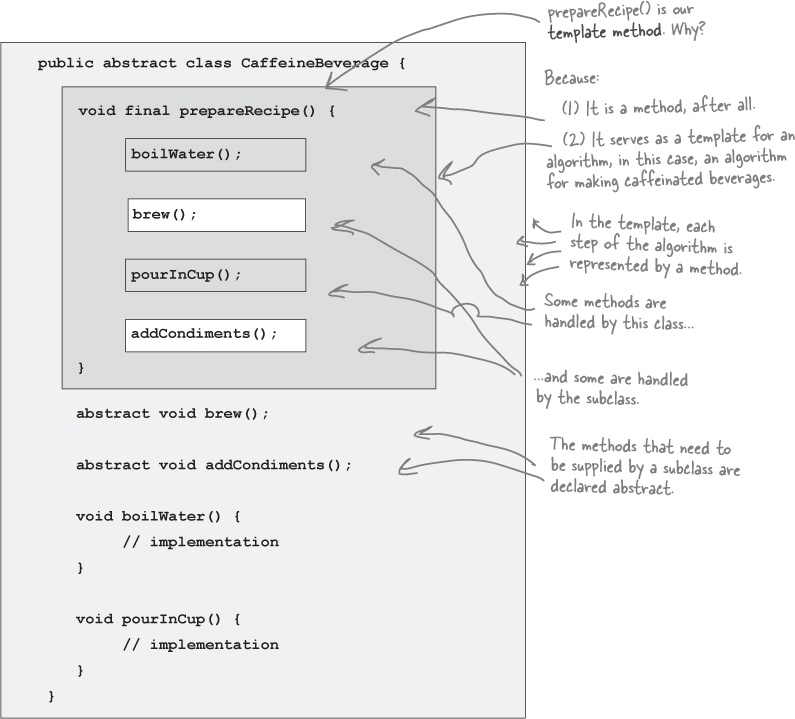 prepareRecipe() is our
template method. Why?
public abstract class CaffeineBeverage {
Because:
(1) It is a method, after all.
void final prepareRecipe() {
(2) It serves as a template for an
algorithm, in this case, an algorithm
for making caffeinated beverages.
boilWater();
brew();
In the template, each
step of the algorithm is
represented by a method.
pourInCup();
Some methods are
handled by this class...
addCondiments();
}
...and some are handled
by the subclass.
abstract void brew();
The methods that need to
be supplied by a subclass are
declared abstract.
abstract void addCondiments();
void boilWater() {
// implementation
}
void pourInCup() {
// implementation
}
}